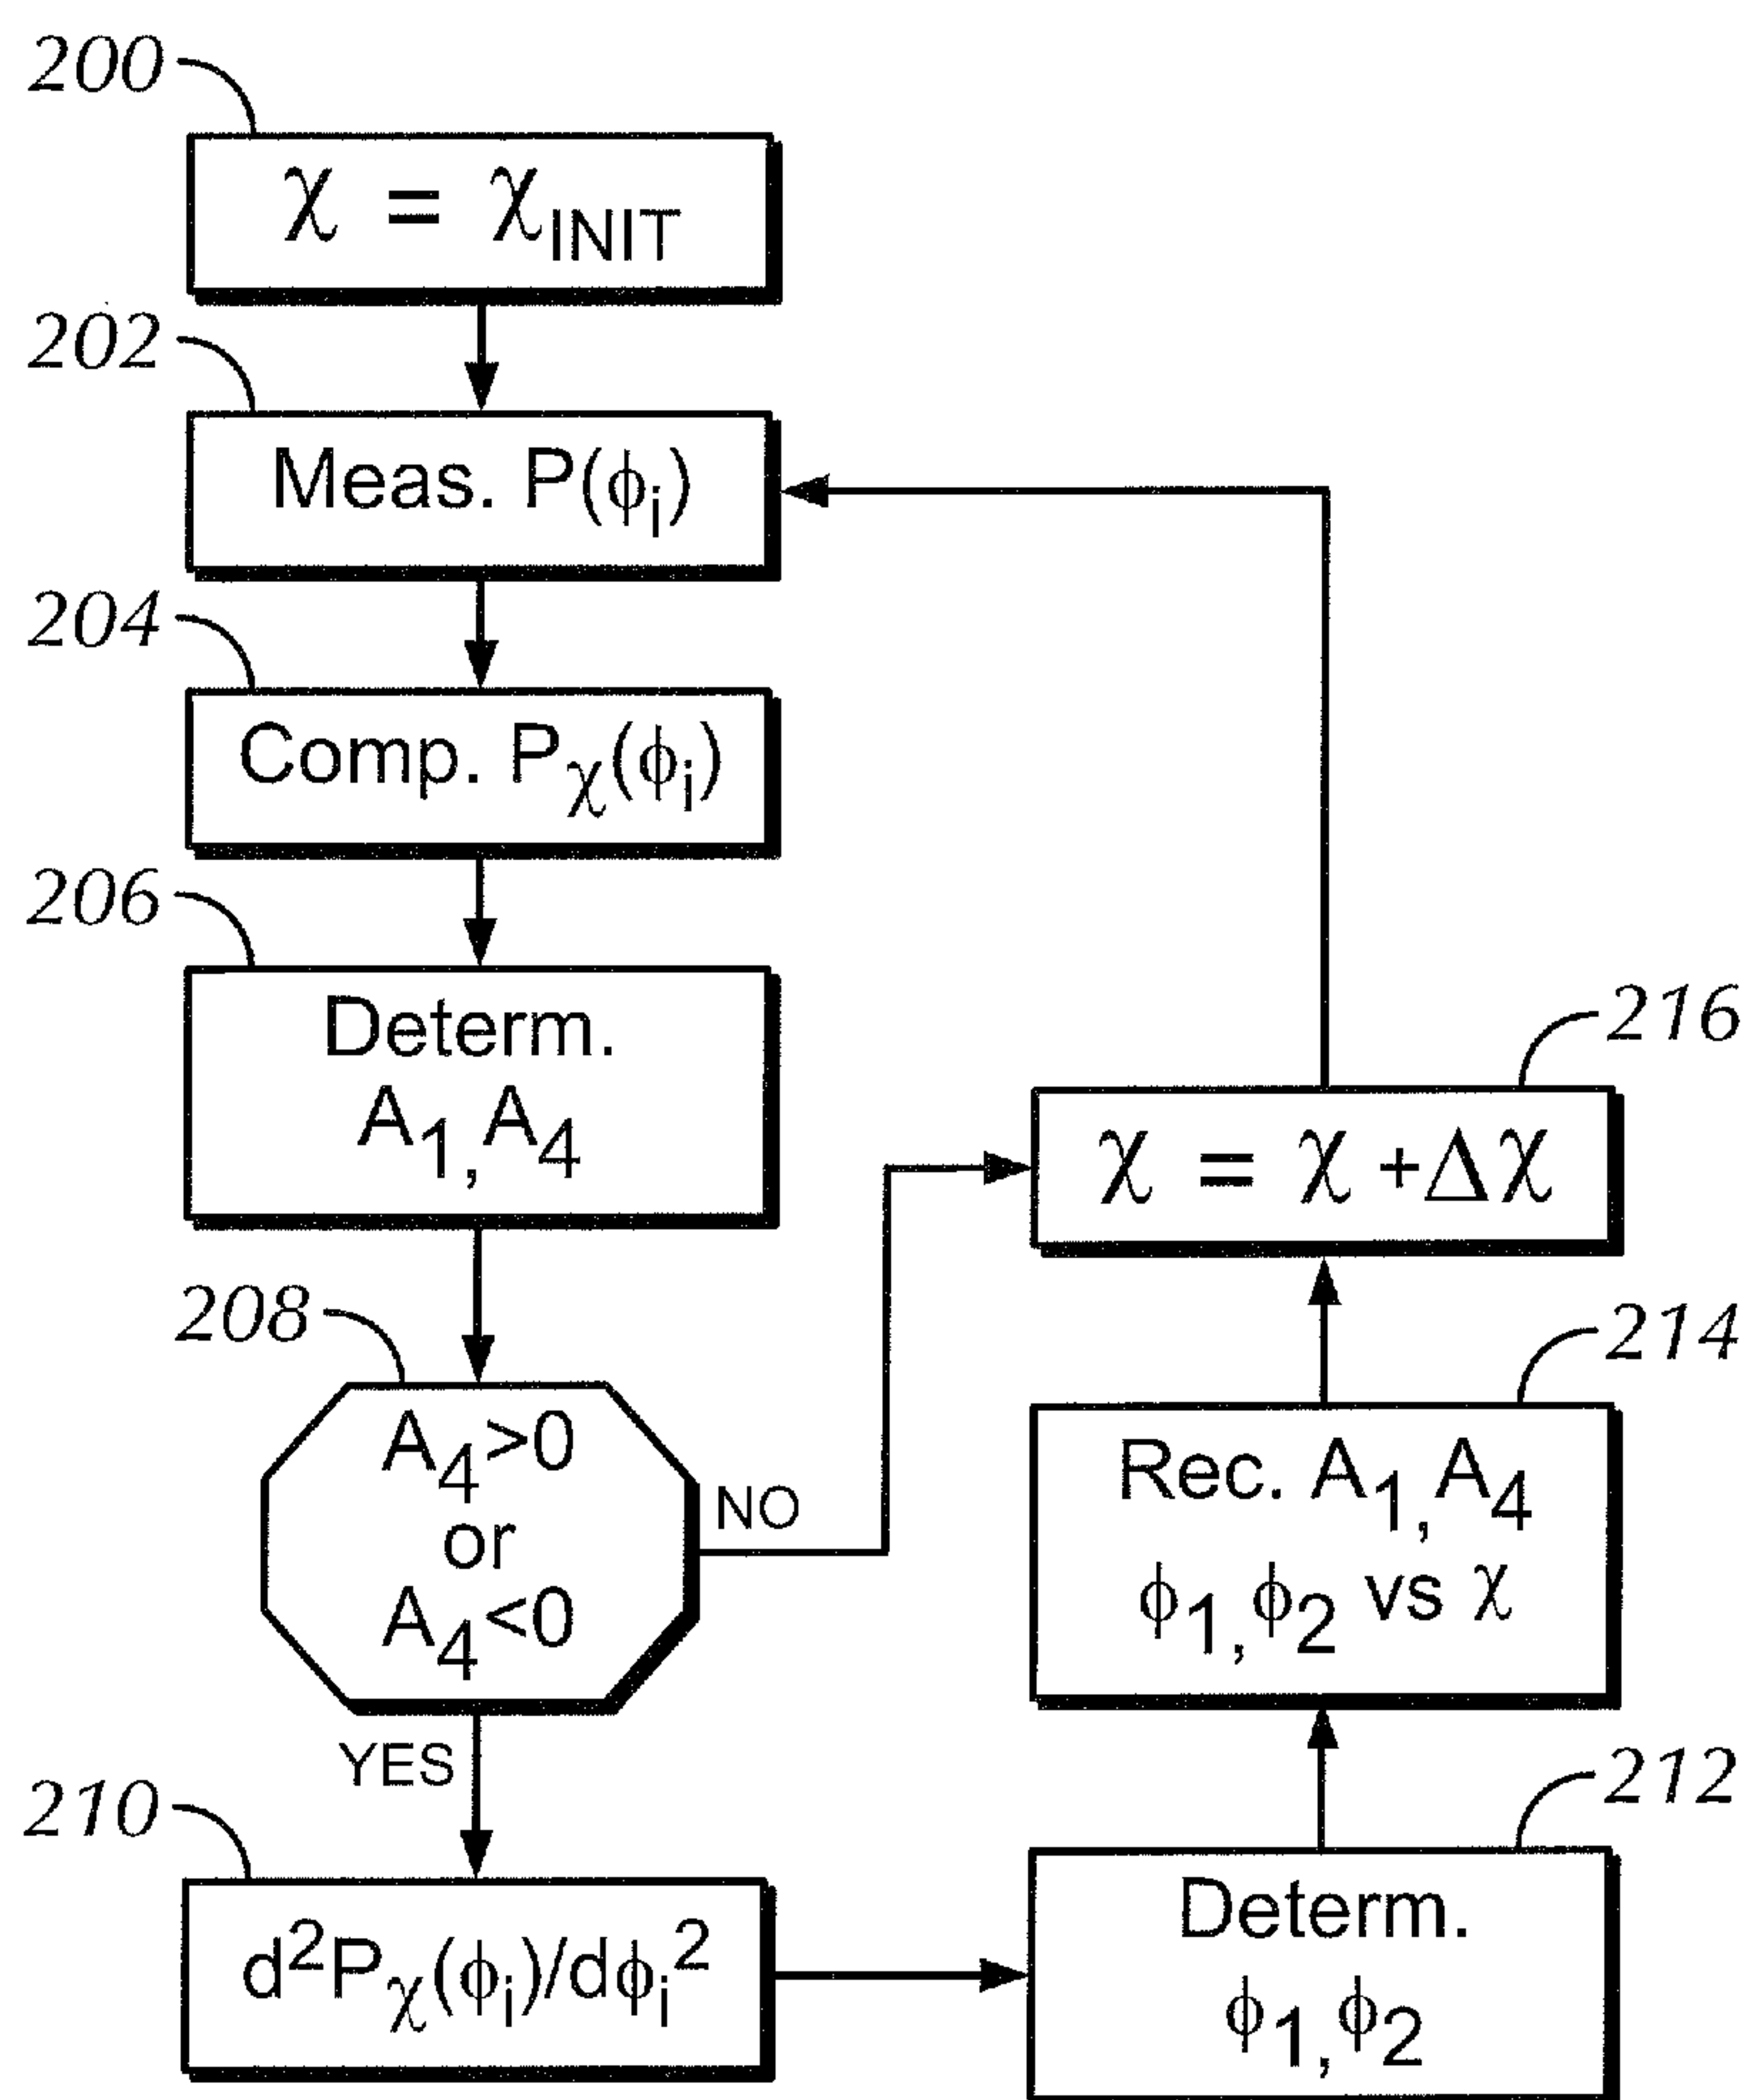 200
χ = χINIT
202
Meas. P(ϕi)
204
Comp. Pχ(ϕi)
206
Determ.
A1, A4
208
A4>0
or
A4<0
NO
YES
210
d²Pχ(ϕi)/dϕi²
212
Determ.
ϕ1, ϕ2
214
Rec. A1, A4
ϕ1, ϕ2 vs χ
216
χ = χ +Δχ